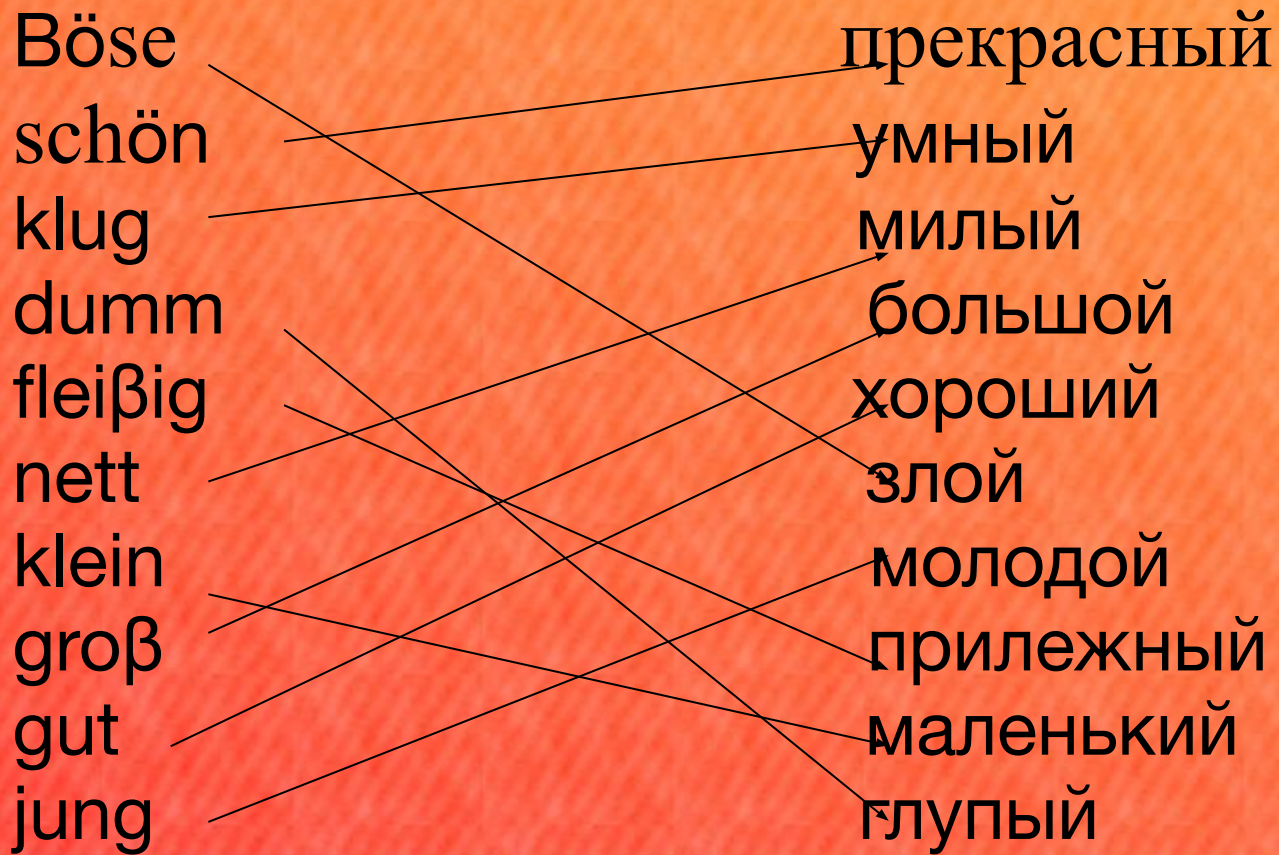 Böse прекрасный
schön умный
klug милый
dumm большой
fleiβig хороший
nett злой
klein молодой
groβ прилежный
gut маленький
jung глупый